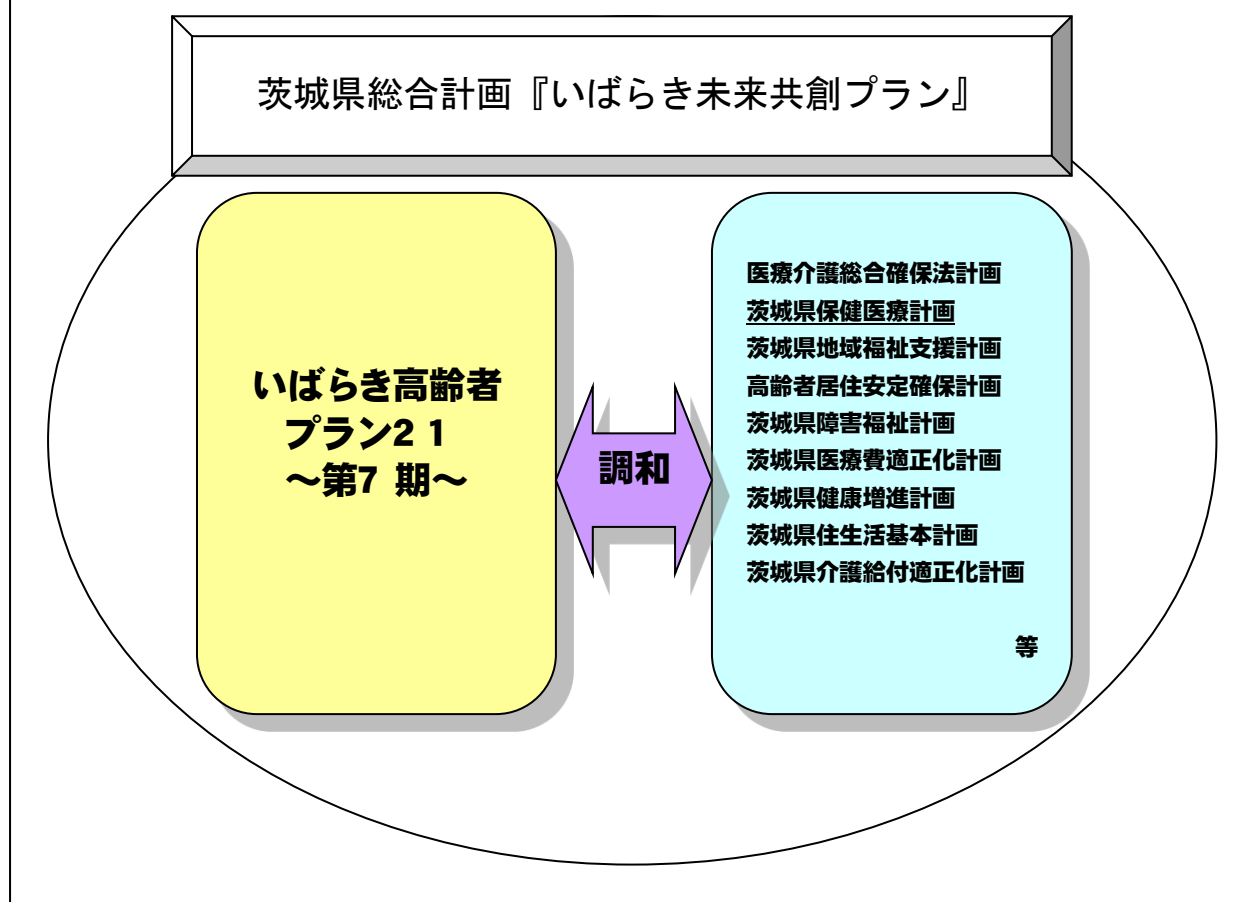 茨城県総合計画『いばらき未来共創プラン』
いばらき高齢者
プラン2 1
～第7 期～
調和
医療介護総合確保法計画
茨城県保健医療計画
茨城県地域福祉支援計画
高齢者居住安定確保計画
茨城県障害福祉計画
茨城県医療費適正化計画
茨城県健康増進計画
茨城県住生活基本計画
茨城県介護給付適正化計画
等